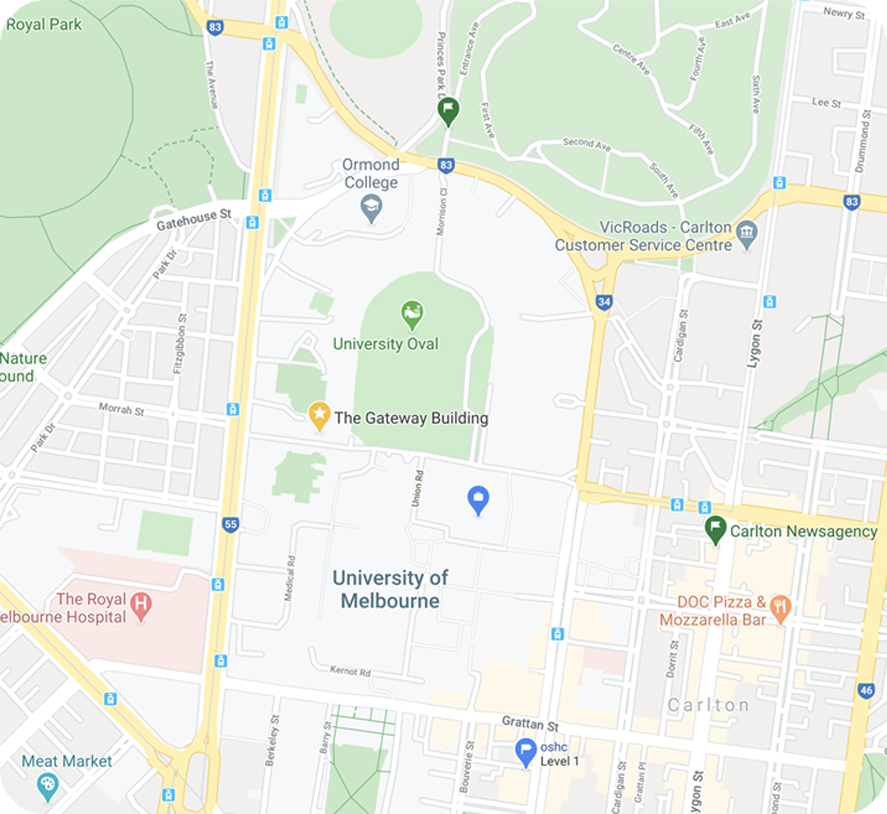 Royal Park
83
The Avenue
Princes Park D
Entrance Ave
East Ave
Centre Ave
Fourth Ave
Sixth Ave
Newry St
Lee St
Drummond St
First Ave
Second Ave
Fifth Ave
South Ave
83
Ormond
College
Morrison Cl
83
Gatehouse St
VicRoads - Carlton
Customer Service Centre
Park Dr
34
Fitzgibbon St
University Oval
Cardigan St
Lygon St
Nature
ound
Morrah St
The Gateway Building
Park Dr
Union Rd
55
Carlton Newsagency
Medical Rd
University of
Melbourne
The Royal
elbourne Hospital
H
DOC Pizza &
Mozzarella Bar
Kernot Rd
Dorrit St
46
Carlton
Grattan St
Berkeley St
Barry St
Bouverie St
oshc
Level 1
Cardigan St
Grattan Pl
ygon St
ond St
Meat Market